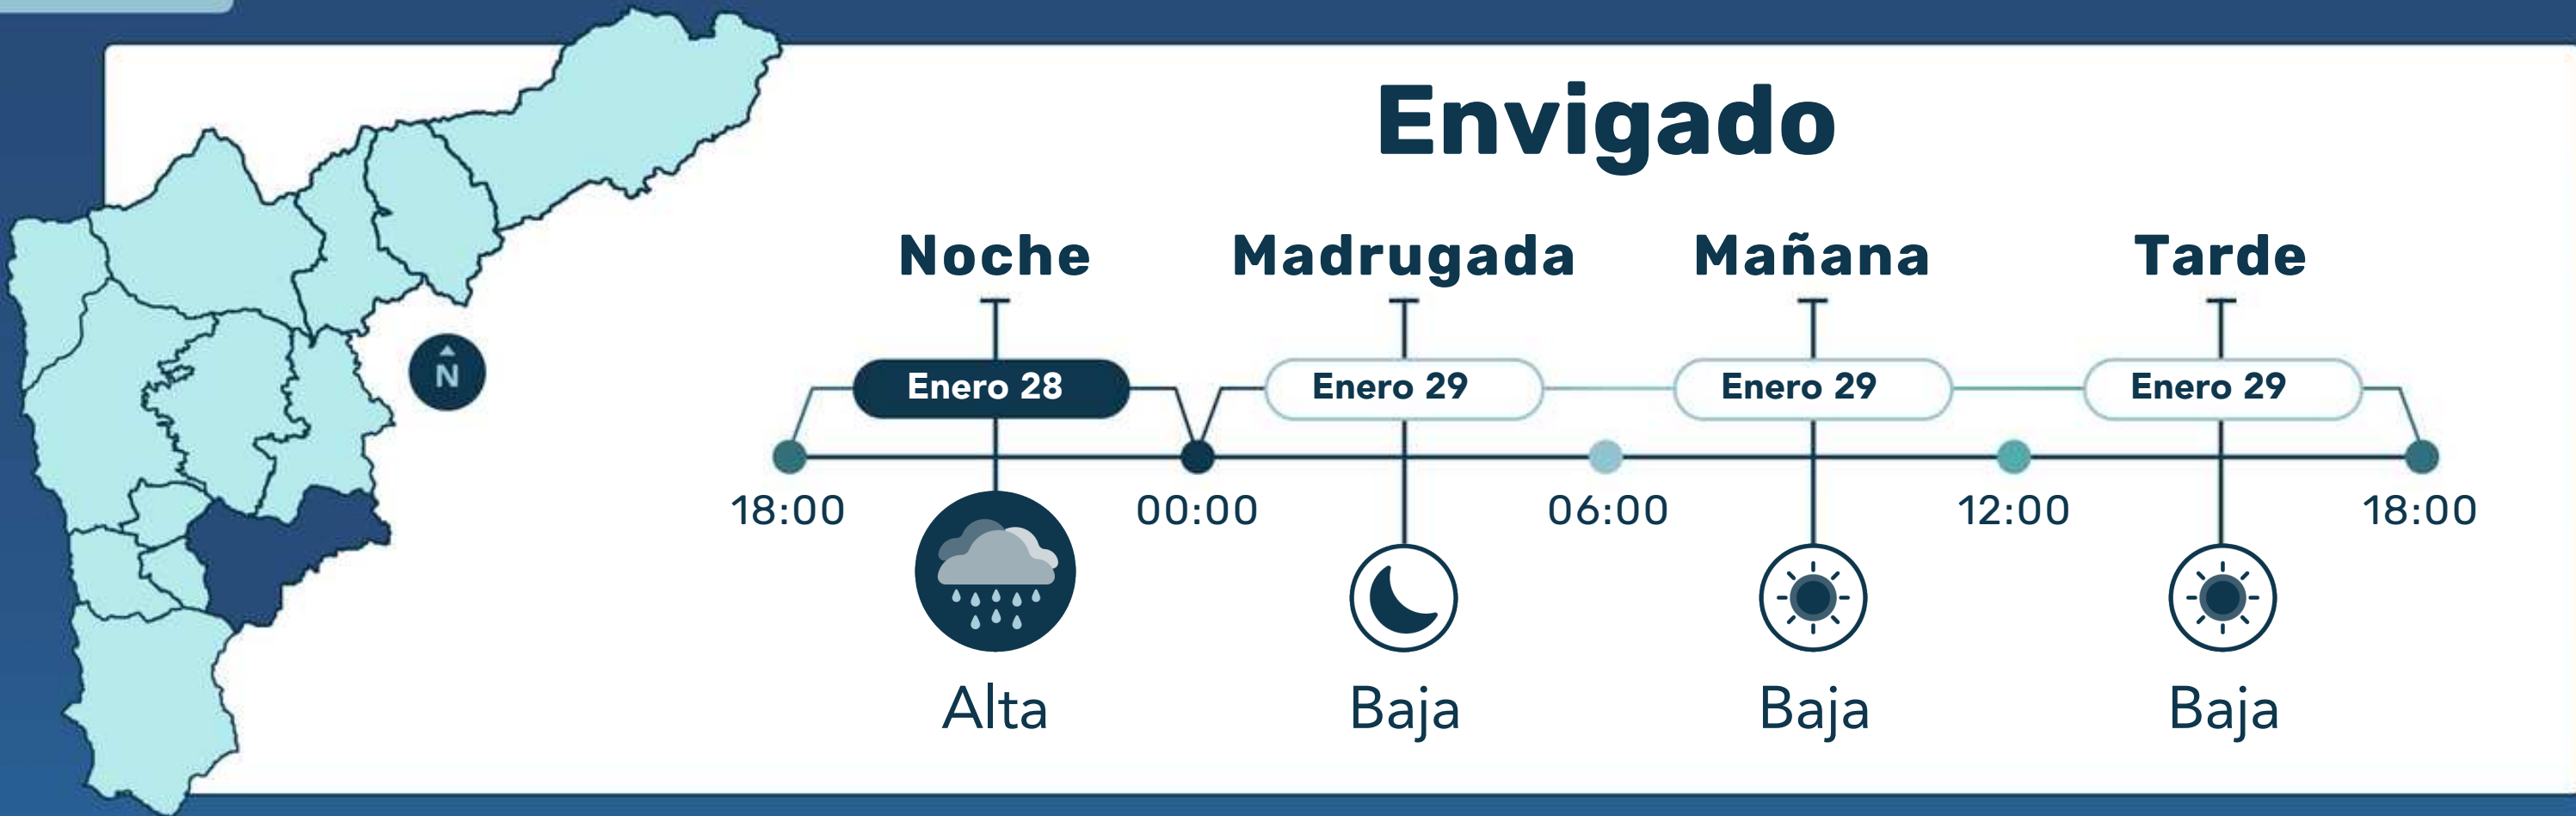 Envigado
Noche Madrugada Mañana Tarde
Enero 28 Enero 29 Enero 29 Enero 29
N
18:00 00:00 06:00 12:00 18:00
Alta Baja Baja Baja